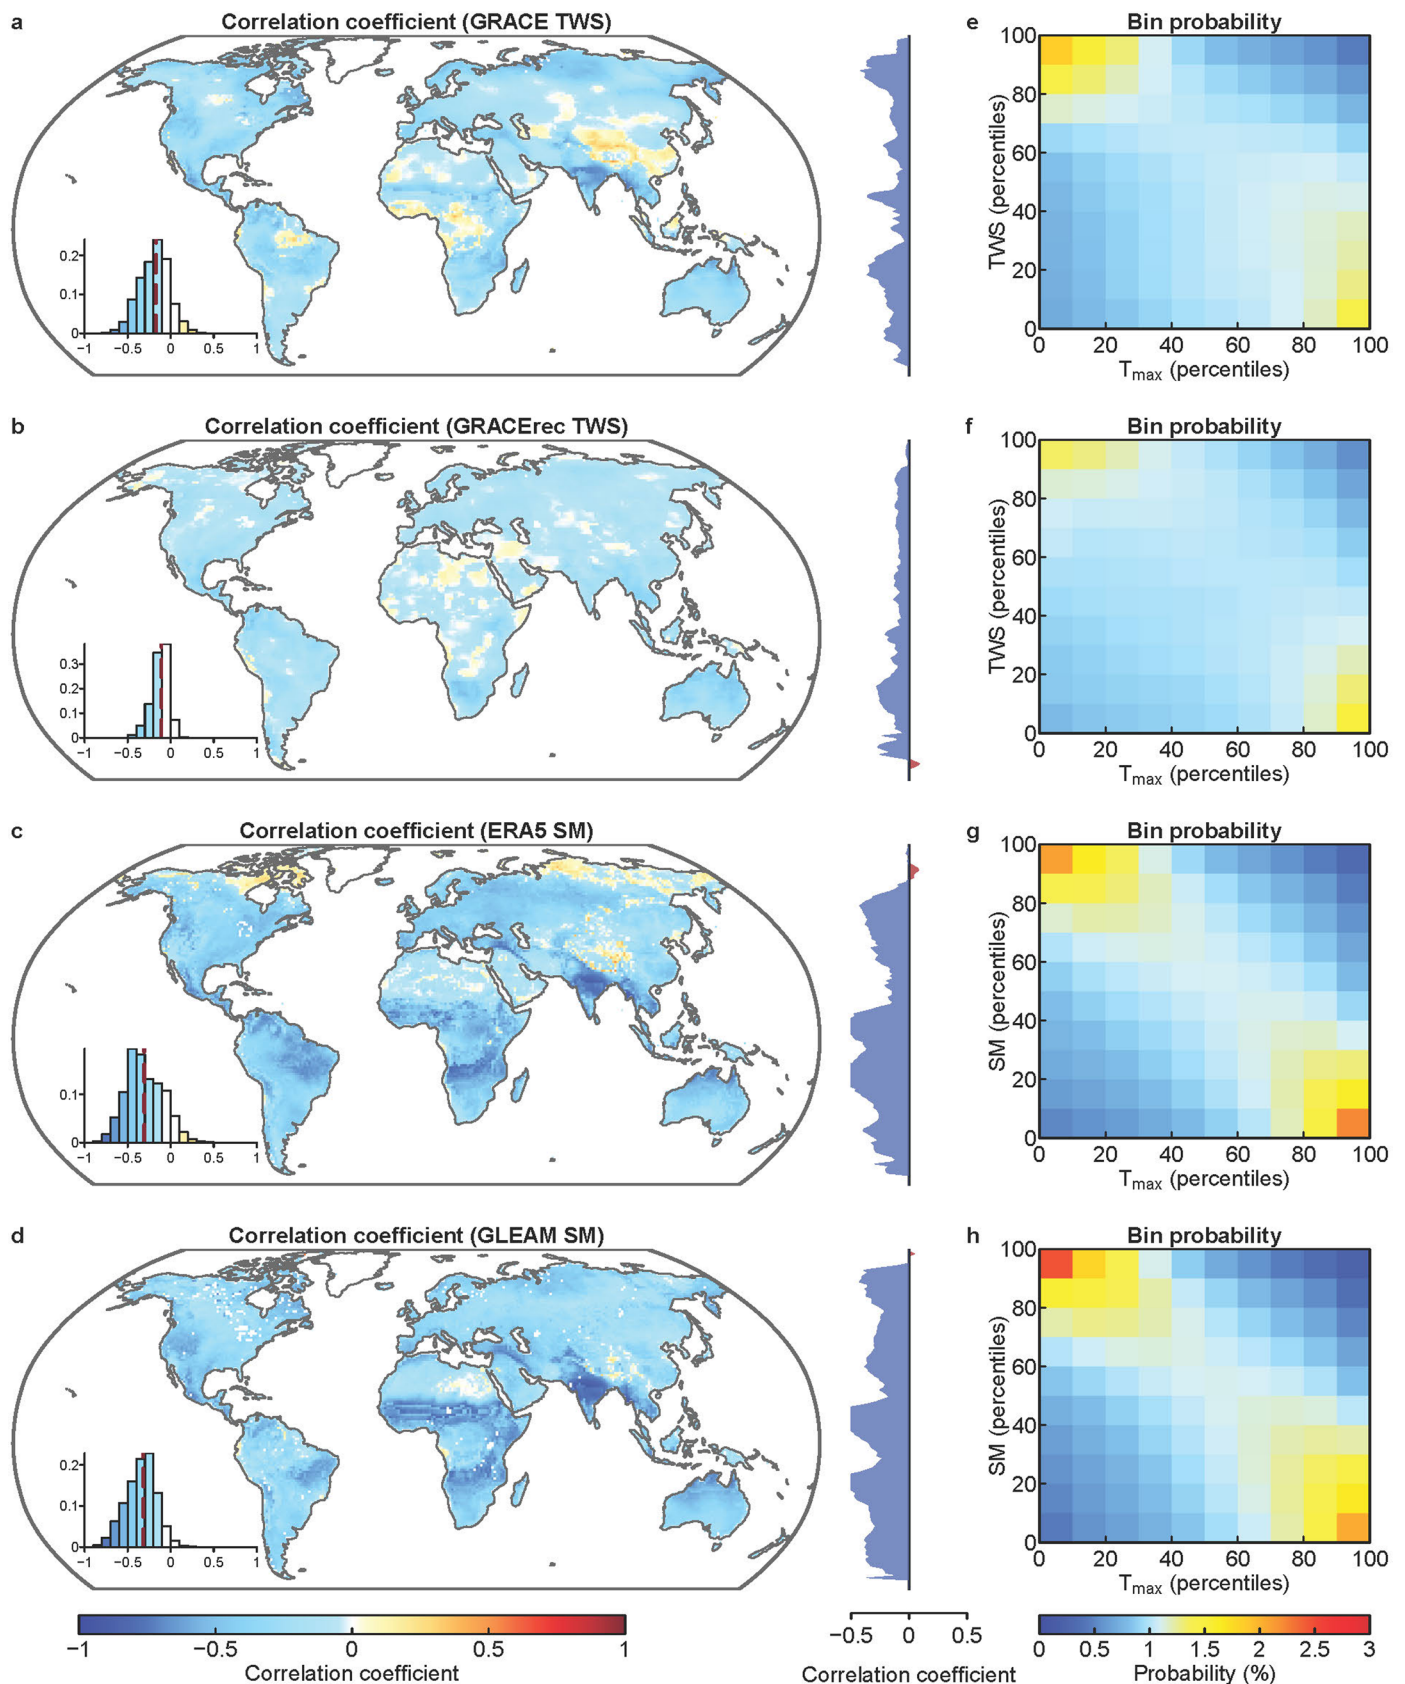 a Correlation coefficient (GRACE TWS)
0.2
0.1
0
−1 −0.5 0 0.5 1
e Bin probability
100
80
60
40
20
0
TWS (percentiles)
0 20 40 60 80 100
Tmax (percentiles)
b Correlation coefficient (GRACErec TWS)
0.3
0.2
0.1
0
−1 −0.5 0 0.5 1
f Bin probability
100
80
60
40
20
0
TWS (percentiles)
0 20 40 60 80 100
Tmax (percentiles)
c Correlation coefficient (ERA5 SM)
0.1
0
−1 −0.5 0 0.5 1
g Bin probability
100
80
60
40
20
0
SM (percentiles)
0 20 40 60 80 100
Tmax (percentiles)
d Correlation coefficient (GLEAM SM)
0.2
0.1
0
−1 −0.5 0 0.5 1
h Bin probability
100
80
60
40
20
0
SM (percentiles)
0 20 40 60 80 100
Tmax (percentiles)
−1 −0.5 0 0.5 1
Correlation coefficient
−0.5 0 0.5
Correlation coefficient
0 0.5 1 1.5 2 2.5 3
Probability (%)